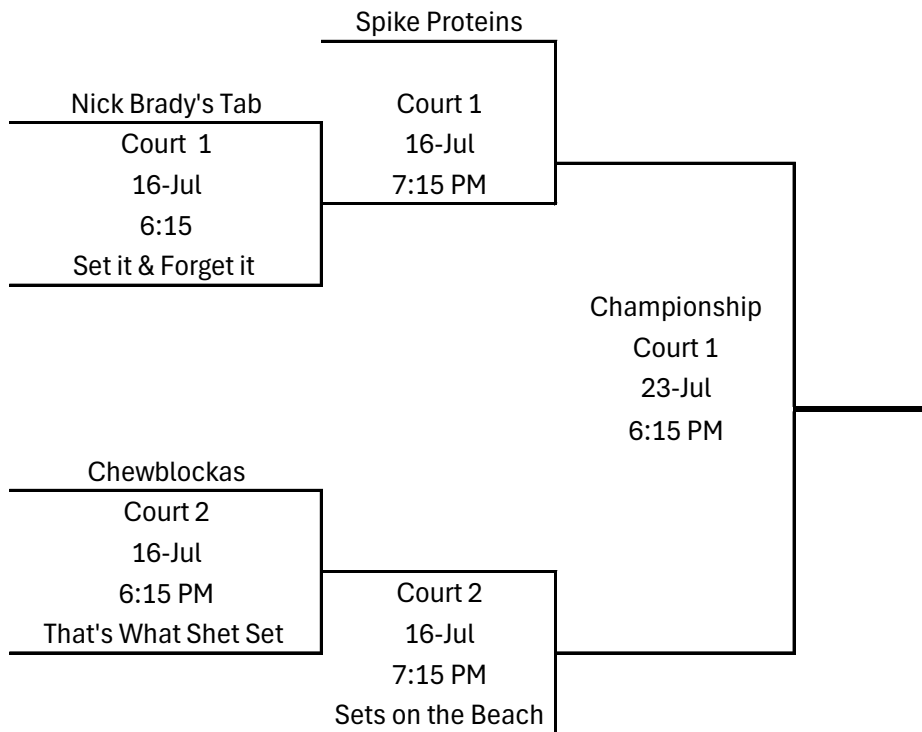 Spike Proteins
Nick Brady's Tab
Court 1
16-Jul
6:15
Set it & Forget it
Court 1
16-Jul
7:15 PM
Championship
Court 1
23-Jul
6:15 PM
Chewblockas
Court 2
16-Jul
6:15 PM
That's What Shet Set
Court 2
16-Jul
7:15 PM
Sets on the Beach